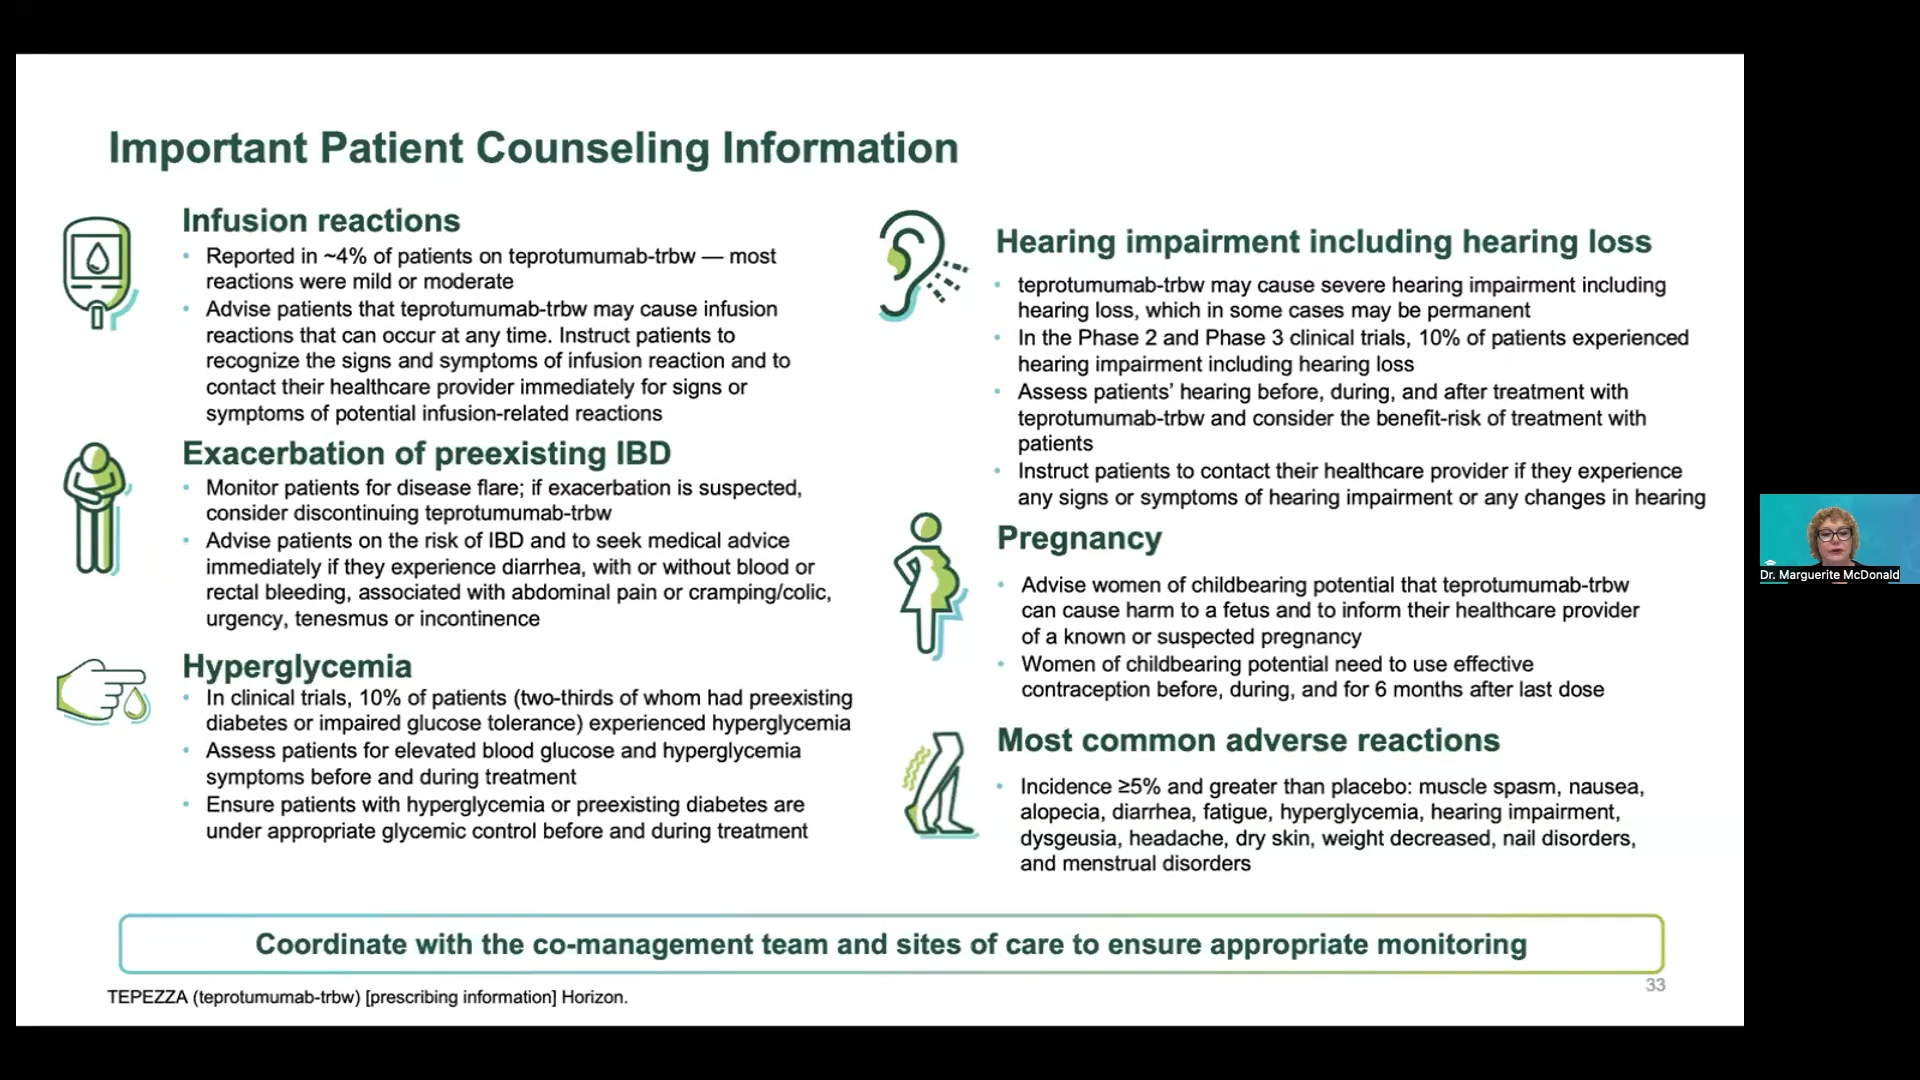 Important Patient Counseling Information
Infusion reactions
• Reported in ~4% of patients on teprotumumab-trbw — most
reactions were mild or moderate
• Advise patients that teprotumumab-trbw may cause infusion
reactions that can occur at any time. Instruct patients to
recognize the signs and symptoms of infusion reaction and to
contact their healthcare provider immediately for signs or
symptoms of potential infusion-related reactions
Exacerbation of preexisting IBD
• Monitor patients for disease flare; if exacerbation is suspected,
consider discontinuing teprotumumab-trbw
• Advise patients on the risk of IBD and to seek medical advice
immediately if they experience diarrhea, with or without blood or
rectal bleeding, associated with abdominal pain or cramping/colic,
urgency, tenesmus or incontinence
Hyperglycemia
• In clinical trials, 10% of patients (two-thirds of whom had preexisting
diabetes or impaired glucose tolerance) experienced hyperglycemia
• Assess patients for elevated blood glucose and hyperglycemia
symptoms before and during treatment
• Ensure patients with hyperglycemia or preexisting diabetes are
under appropriate glycemic control before and during treatment
Hearing impairment including hearing loss
• teprotumumab-trbw may cause severe hearing impairment including
hearing loss, which in some cases may be permanent
• In the Phase 2 and Phase 3 clinical trials, 10% of patients experienced
hearing impairment including hearing loss
• Assess patients’ hearing before, during, and after treatment with
teprotumumab-trbw and consider the benefit-risk of treatment with
patients
• Instruct patients to contact their healthcare provider if they experience
any signs or symptoms of hearing impairment or any changes in hearing
Pregnancy
• Advise women of childbearing potential that teprotumumab-trbw
can cause harm to a fetus and to inform their healthcare provider
of a known or suspected pregnancy
• Women of childbearing potential need to use effective
contraception before, during, and for 6 months after last dose
Most common adverse reactions
• Incidence ≥5% and greater than placebo: muscle spasm, nausea,
alopecia, diarrhea, fatigue, hyperglycemia, hearing impairment,
dysgeusia, headache, dry skin, weight decreased, nail disorders,
and menstrual disorders
Coordinate with the co-management team and sites of care to ensure appropriate monitoring
TEPEZZA (teprotumumab-trbw) [prescribing information] Horizon.
33
Dr. Marguerite McDonald